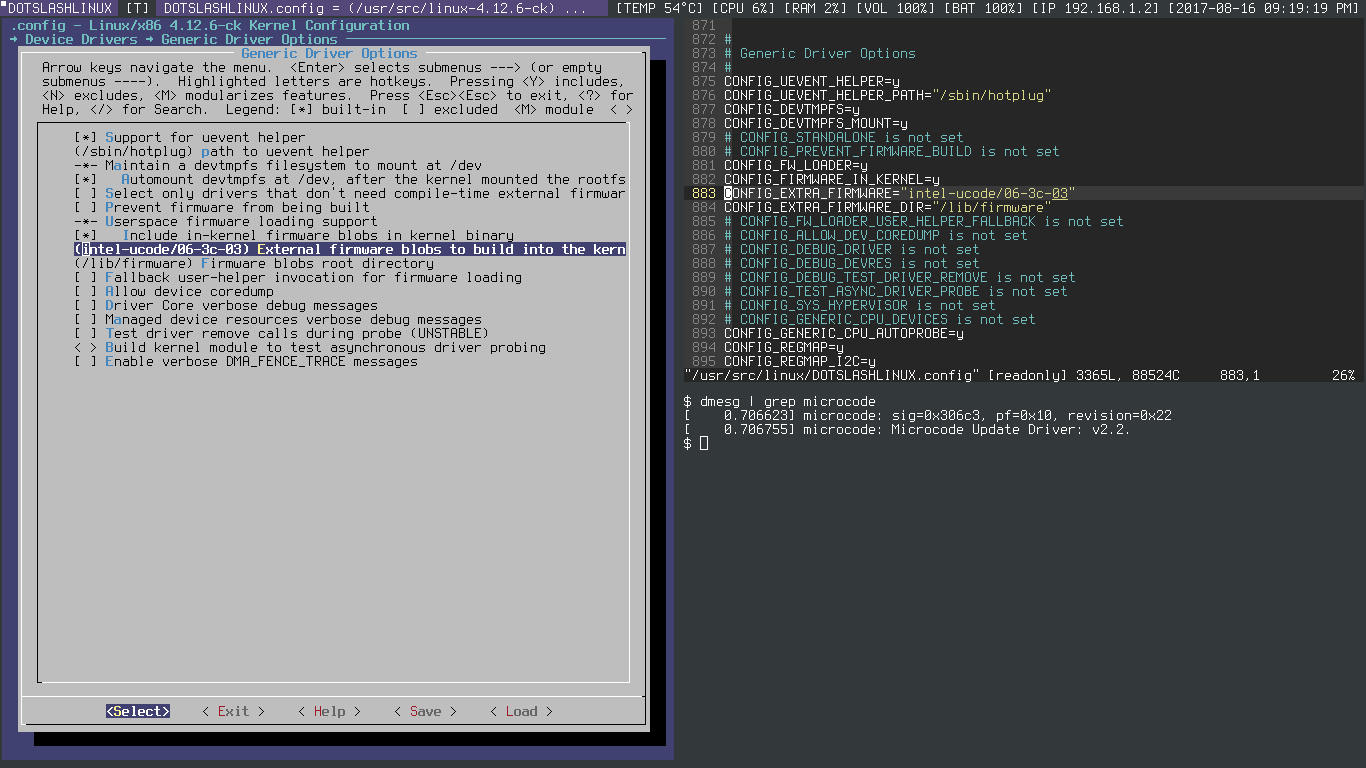 DOTSLASHLINUX [T] DOTSLASHLINUX.config = (/usr/src/linux-4.12.6-ck) ... [TEMP 54°C] [CPU 6%] [RAM 2%] [VOL 100%] [BAT 100%] [IP 192.168.1.2] [2017-08-16 09:19:19 PM]
.config - Linux/x86 4.12.6-ck Kernel Configuration
→ Device Drivers → Generic Driver Options
Generic Driver Options
Arrow keys navigate the menu.  <Enter> selects submenus ---> (or empty
submenus ----).  Highlighted letters are hotkeys.  Pressing <Y> includes,
<N> excludes, <M> modularizes features.  Press <Esc><Esc> to exit, <?> for
Help, </> for Search.  Legend: [*] built-in  [ ] excluded  <M> module  < >
[*] Support for uevent helper
(/sbin/hotplug) path to uevent helper
-*- Maintain a devtmpfs filesystem to mount at /dev
[*]   Automount devtmpfs at /dev, after the kernel mounted the rootfs
[ ] Select only drivers that don't need compile-time external firmwar
[ ] Prevent firmware from being built
-*- Userspace firmware loading support
[*]   Include in-kernel firmware blobs in kernel binary
(intel-ucode/06-3c-03) External firmware blobs to build into the kern
(/lib/firmware) Firmware blobs root directory
[ ] Fallback user-helper invocation for firmware loading
[ ] Allow device coredump
[ ] Driver Core verbose debug messages
[ ] Managed device resources verbose debug messages
[ ] Test driver remove calls during probe (UNSTABLE)
< > Build kernel module to test asynchronous driver probing
[ ] Enable verbose DMA_FENCE_TRACE messages
<Select>    < Exit >    < Help >    < Save >    < Load >
871
872 #
873 # Generic Driver Options
874 #
875 CONFIG_UEVENT_HELPER=y
876 CONFIG_UEVENT_HELPER_PATH="/sbin/hotplug"
877 CONFIG_DEVTMPFS=y
878 CONFIG_DEVTMPFS_MOUNT=y
879 # CONFIG_STANDALONE is not set
880 # CONFIG_PREVENT_FIRMWARE_BUILD is not set
881 CONFIG_FW_LOADER=y
882 CONFIG_FIRMWARE_IN_KERNEL=y
883 CONFIG_EXTRA_FIRMWARE="intel-ucode/06-3c-03"
884 CONFIG_EXTRA_FIRMWARE_DIR="/lib/firmware"
885 # CONFIG_FW_LOADER_USER_HELPER_FALLBACK is not set
886 # CONFIG_ALLOW_DEV_COREDUMP is not set
887 # CONFIG_DEBUG_DRIVER is not set
888 # CONFIG_DEBUG_DEVRES is not set
889 # CONFIG_DEBUG_TEST_DRIVER_REMOVE is not set
890 # CONFIG_TEST_ASYNC_DRIVER_PROBE is not set
891 # CONFIG_SYS_HYPERVISOR is not set
892 # CONFIG_GENERIC_CPU_DEVICES is not set
893 CONFIG_GENERIC_CPU_AUTOPROBE=y
894 CONFIG_REGMAP=y
895 CONFIG_REGMAP_I2C=y
"/usr/src/linux/DOTSLASHLINUX.config" [readonly] 3365L, 88524C     883,1         26%
$ dmesg | grep microcode
[    0.706623] microcode: sig=0x306c3, pf=0x10, revision=0x22
[    0.706755] microcode: Microcode Update Driver: v2.2.
$